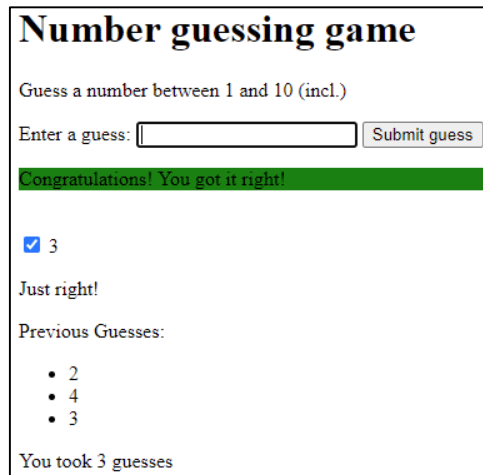 Number guessing game
Guess a number between 1 and 10 (incl.)
Enter a guess: Submit guess
Congratulations! You got it right!
3
Just right!
Previous Guesses:
2
4
3
You took 3 guesses